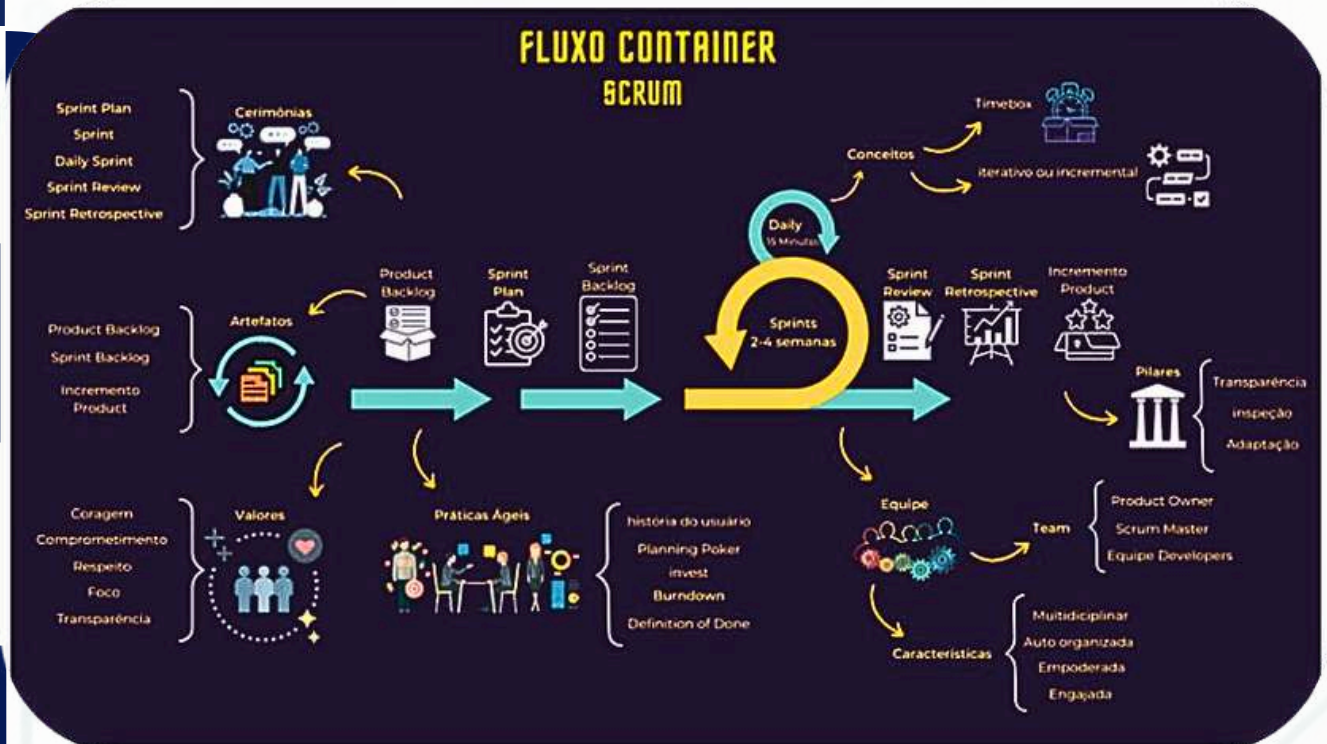 FLUXO CONTAINER
SCRUM
Cerimônias
Sprint Plan
Sprint
Daily Sprint
Sprint Review
Sprint Retrospective
Conceitos
Timebox
iterativo ou incremental
Artefatos
Product Backlog
Sprint Backlog
Incremento
Product
Product
Backlog
Sprint
Plan
Sprint
Backlog
Daily
15 Minutos
Sprints
2-4 semanas
Sprint
Review
Sprint
Retrospective
Incremento
Product
Pilares
Transparência
inspeção
Adaptação
Valores
Coragem
Comprometimento
Respeito
Foco
Transparência
Práticas Ágeis
história do usuário
Planning Poker
invest
Burndown
Definition of Done
Equipe
Team
Product Owner
Scrum Master
Equipe Developers
Características
Multidiciplinar
Auto organizada
Empoderada
Engajada